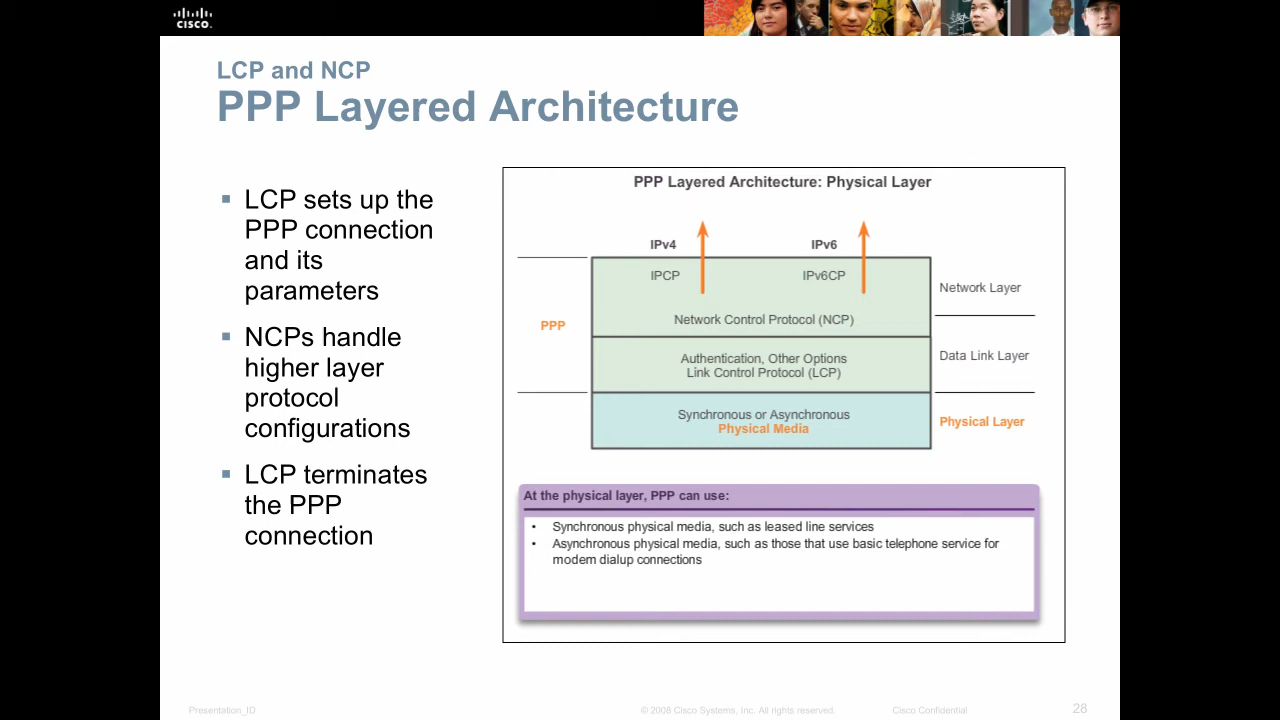 CISCO
LCP and NCP
PPP Layered Architecture
LCP sets up the
PPP connection
and its
parameters
NCPs handle
higher layer
protocol
configurations
LCP terminates
the PPP
connection
PPP Layered Architecture: Physical Layer
IPv4 IPv6
IPCP IPv6CP
Network Layer
Network Control Protocol (NCP)
PPP
Authentication, Other Options
Data Link Layer
Link Control Protocol (LCP)
Synchronous or Asynchronous
Physical Media
Physical Layer
At the physical layer, PPP can use:
• Synchronous physical media, such as leased line services
• Asynchronous physical media, such as those that use basic telephone service for
modem dialup connections
Presentation_ID © 2008 Cisco Systems, Inc. All rights reserved. Cisco Confidential 28